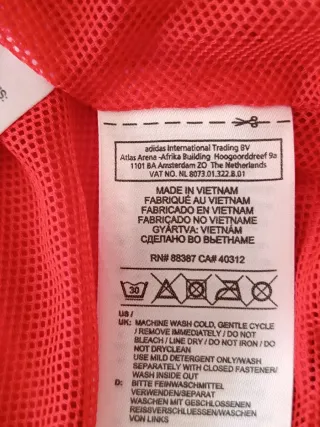 adidas International Trading BV
Atlas Arena -Afrika Building Hoogoorddreef 9a
1101 BA Amsterdam ZO The Netherlands
VAT NO. NL 8073.01.322.B.01
MADE IN VIETNAM
FABRIQUÉ AU VIETNAM
FABRICADO EN VIETNAM
FABRICADO NO VIETNAME
GYÁRTVA: VIETNÁM
СДЕЛАНО ВО ВЬЕТНАМЕ
RN# 88387 CA# 40312
30
US /
UK: MACHINE WASH COLD, GENTLE CYCLE
/ REMOVE IMMEDIATELY / DO NOT
BLEACH / LINE DRY / DO NOT IRON / DO
NOT DRYCLEAN
USE MILD DETERGENT ONLY/WASH
SEPARATELY WITH CLOSED FASTENER/
WASH INSIDE OUT
D: BITTE FEINWASCHMITTEL
VERWENDEN/SEPARAT
WASCHEN MIT GESCHLOSSENEN
REISSVERSCHLUESSEN/WASCHEN
VON LINKS